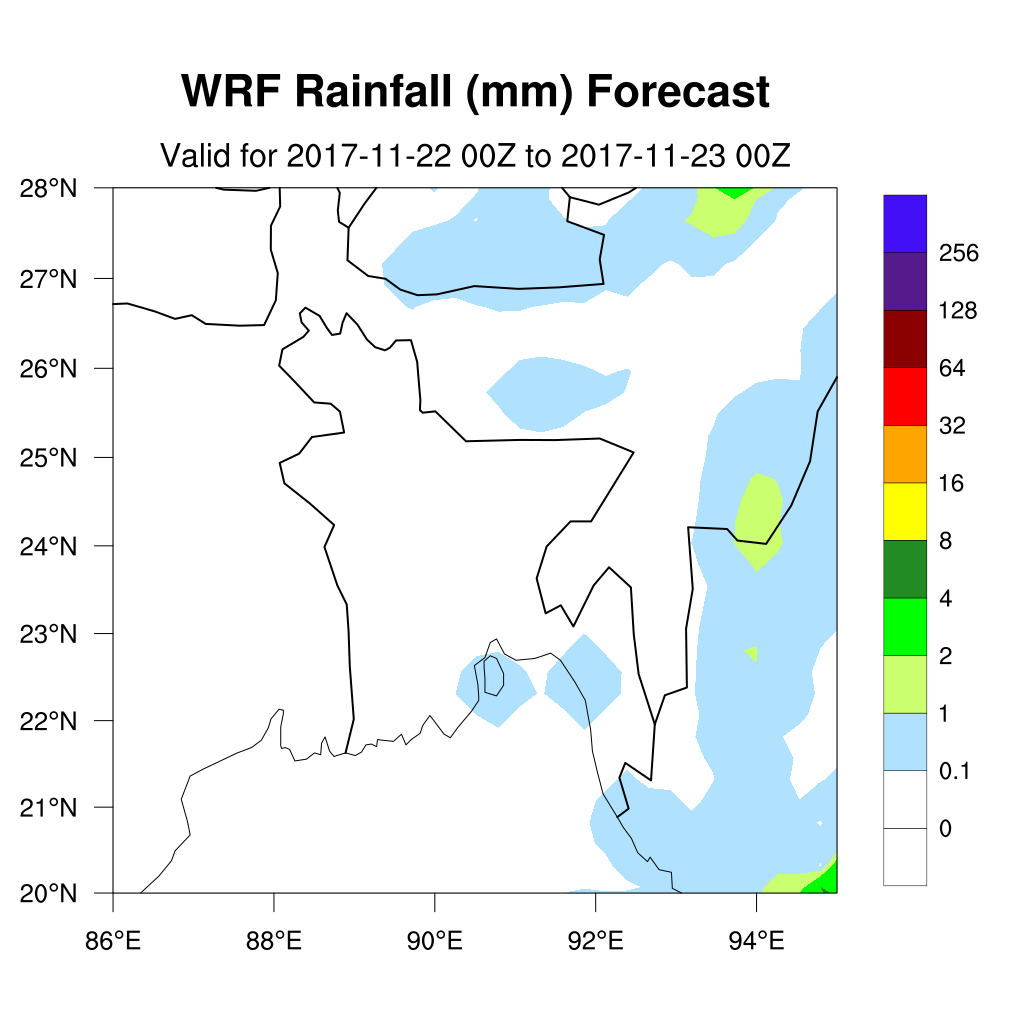 WRF Rainfall (mm) Forecast
Valid for 2017-11-22 00Z to 2017-11-23 00Z
28°N
27°N
26°N
25°N
24°N
23°N
22°N
21°N
20°N
86°E 88°E 90°E 92°E 94°E
256
128
64
32
16
8
4
2
1
0.1
0